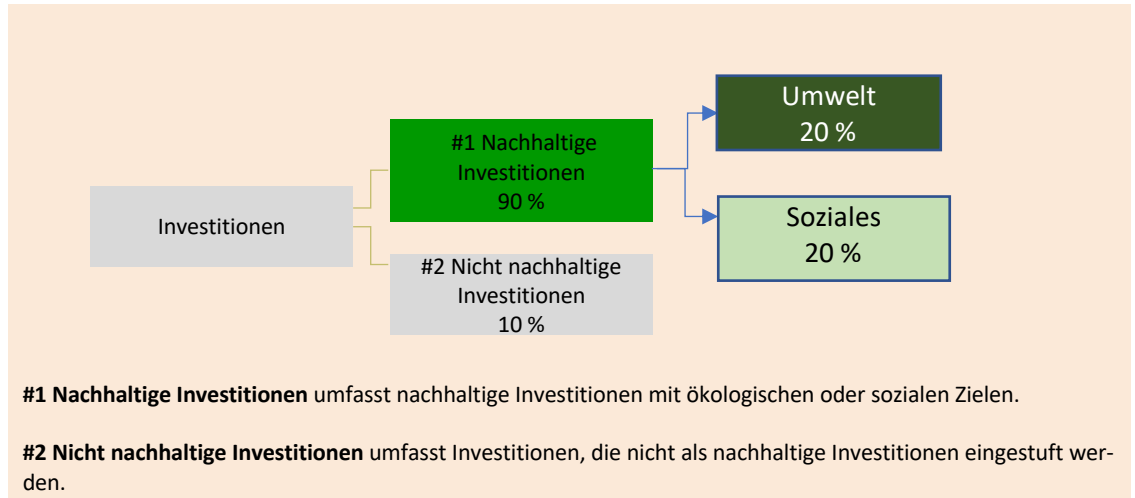 Umwelt
20 %
#1 Nachhaltige
Investitionen
90 %
Investitionen
Soziales
20 %
#2 Nicht nachhaltige
Investitionen
10 %
#1 Nachhaltige Investitionen umfasst nachhaltige Investitionen mit ökologischen oder sozialen Zielen.
#2 Nicht nachhaltige Investitionen umfasst Investitionen, die nicht als nachhaltige Investitionen eingestuft wer-
den.